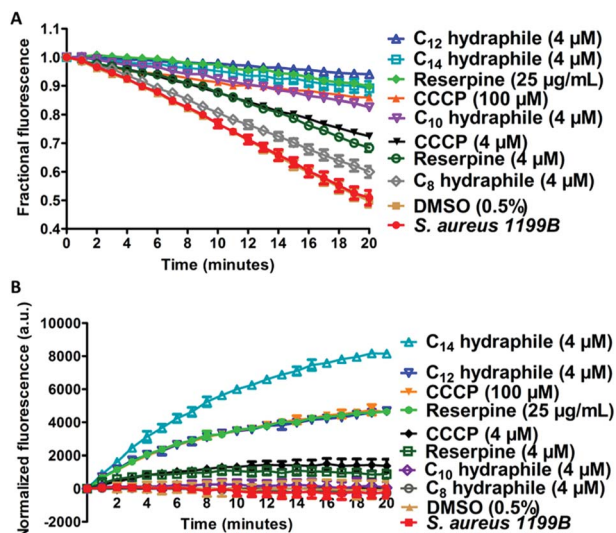 A
Fractional fluorescence
1.1
1.0
0.9
0.8
0.7
0.6
0.5
0.4
0 2 4 6 8 10 12 14 16 18 20
Time (minutes)
C12 hydraphile (4 µM)
C14 hydraphile (4 µM)
Reserpine (25 µg/mL)
CCCP (100 µM)
C10 hydraphile (4 µM)
CCCP (4 µM)
Reserpine (4 µM)
C8 hydraphile (4 µM)
DMSO (0.5%)
S. aureus 1199B
B
Normalized fluorescencce (a.u.)
10000
8000
6000
4000
2000
0
-2000
2 4 6 8 10 12 14 16 18 20
Time (minutes)
C14 hydraphile (4 µM)
C12 hydraphile (4 µM)
CCCP (100 µM)
Reserpine (25 µg/mL)
CCCP (4 µM)
Reserpine (4 µM)
C10 hydraphile (4 µM)
C8 hydraphile (4 µM)
DMSO (0.5%)
S. aureus 1199B